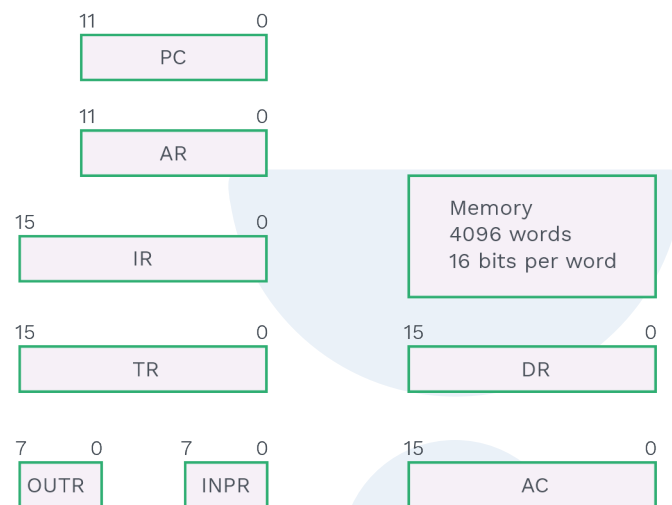 11 0
PC
11 0
AR
Memory
4096 words
16 bits per word
15 0
IR
15 0
TR
15 0
DR
7 0
OUTR
7 0
INPR
15 0
AC